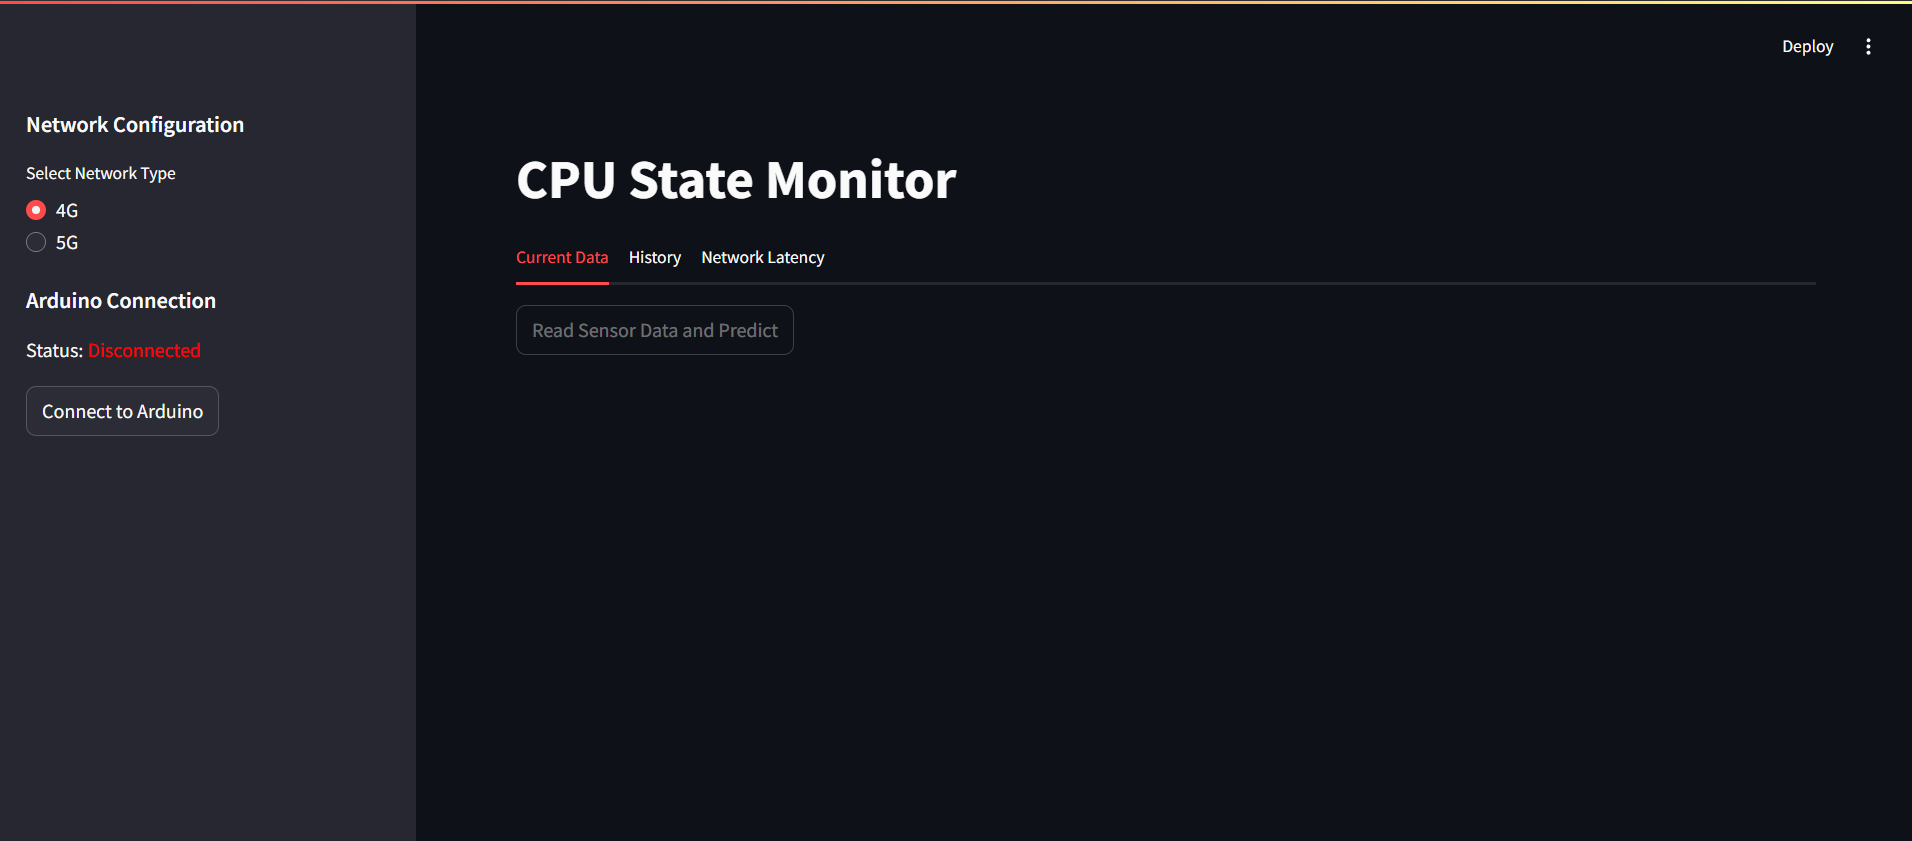 Deploy
Network Configuration
Select Network Type
4G
5G
Arduino Connection
Status: Disconnected
Connect to Arduino
CPU State Monitor
Current Data History Network Latency
Read Sensor Data and Predict